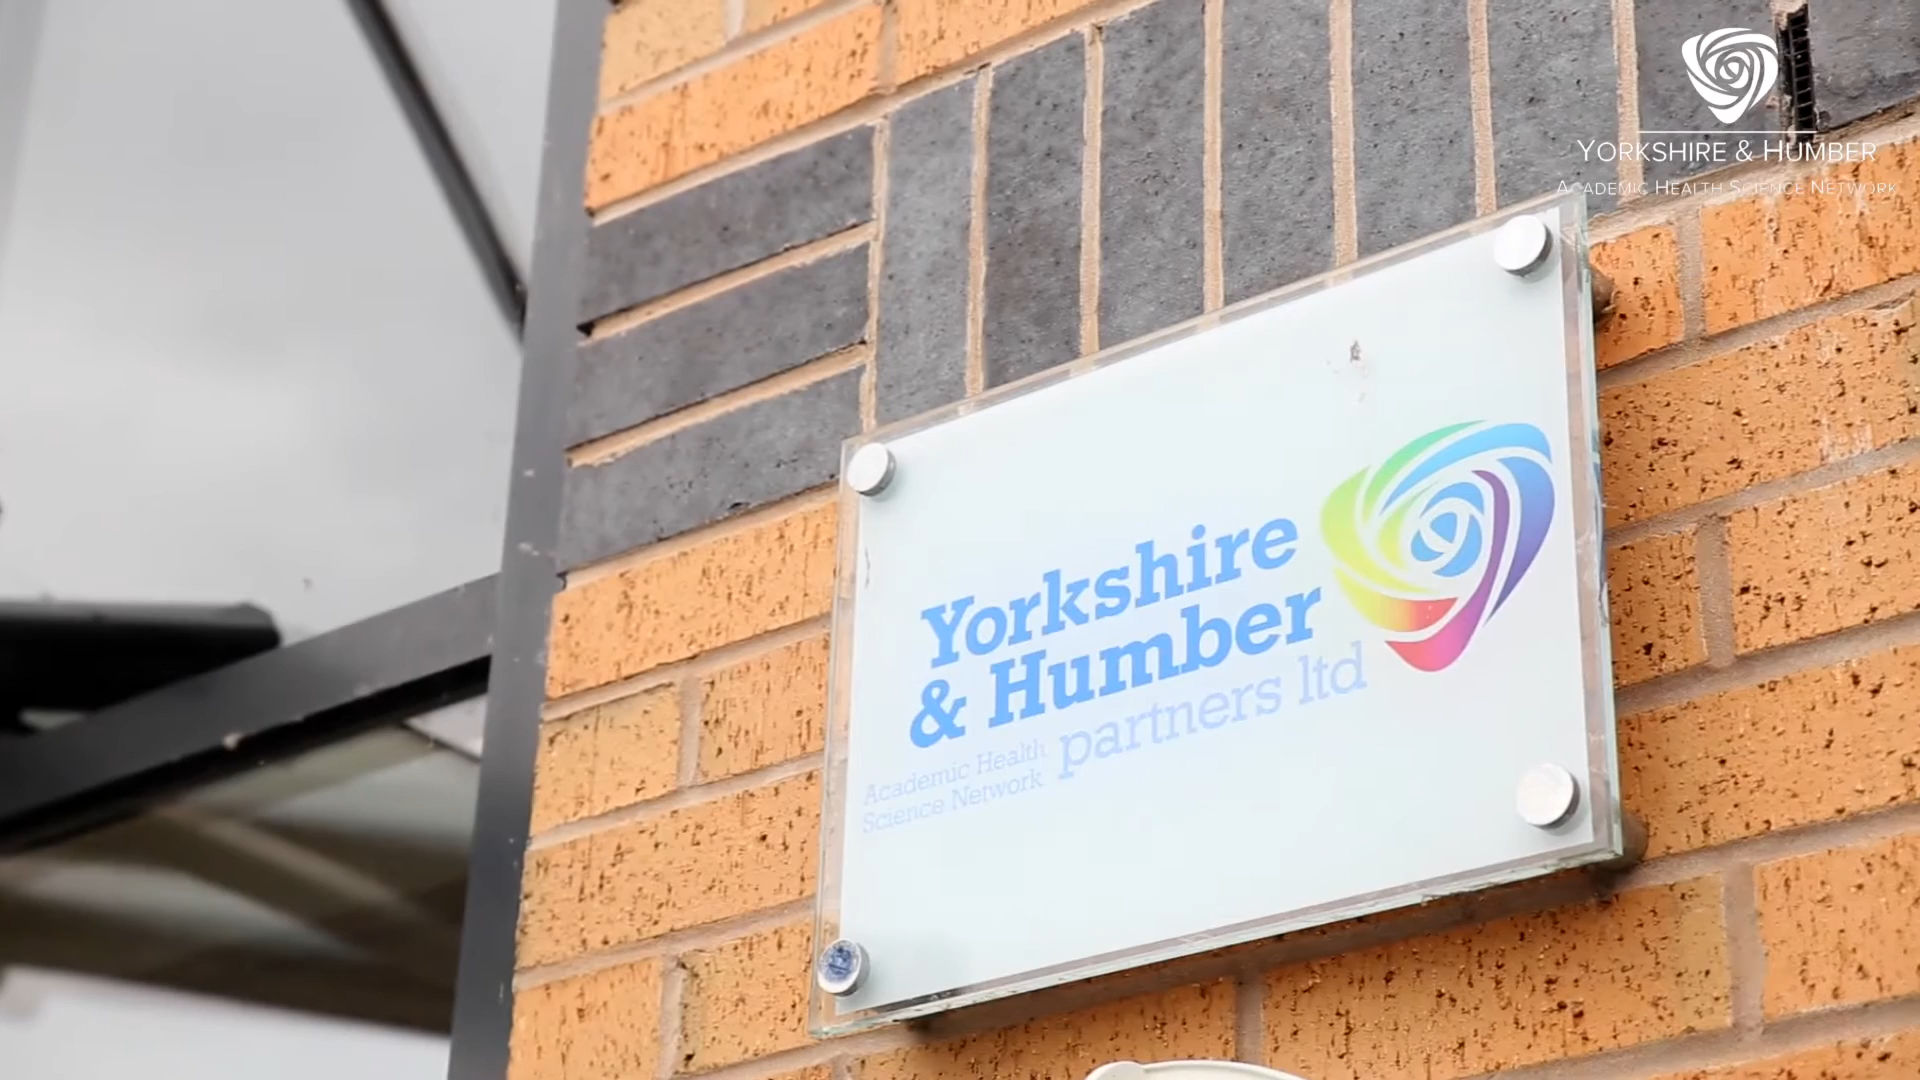 YORKSHIRE & HUMBER
ACADEMIC HEALTH SCIENCE NETWORK
Yorkshire
& Humber
Academic Health
Science Network
partners ltd